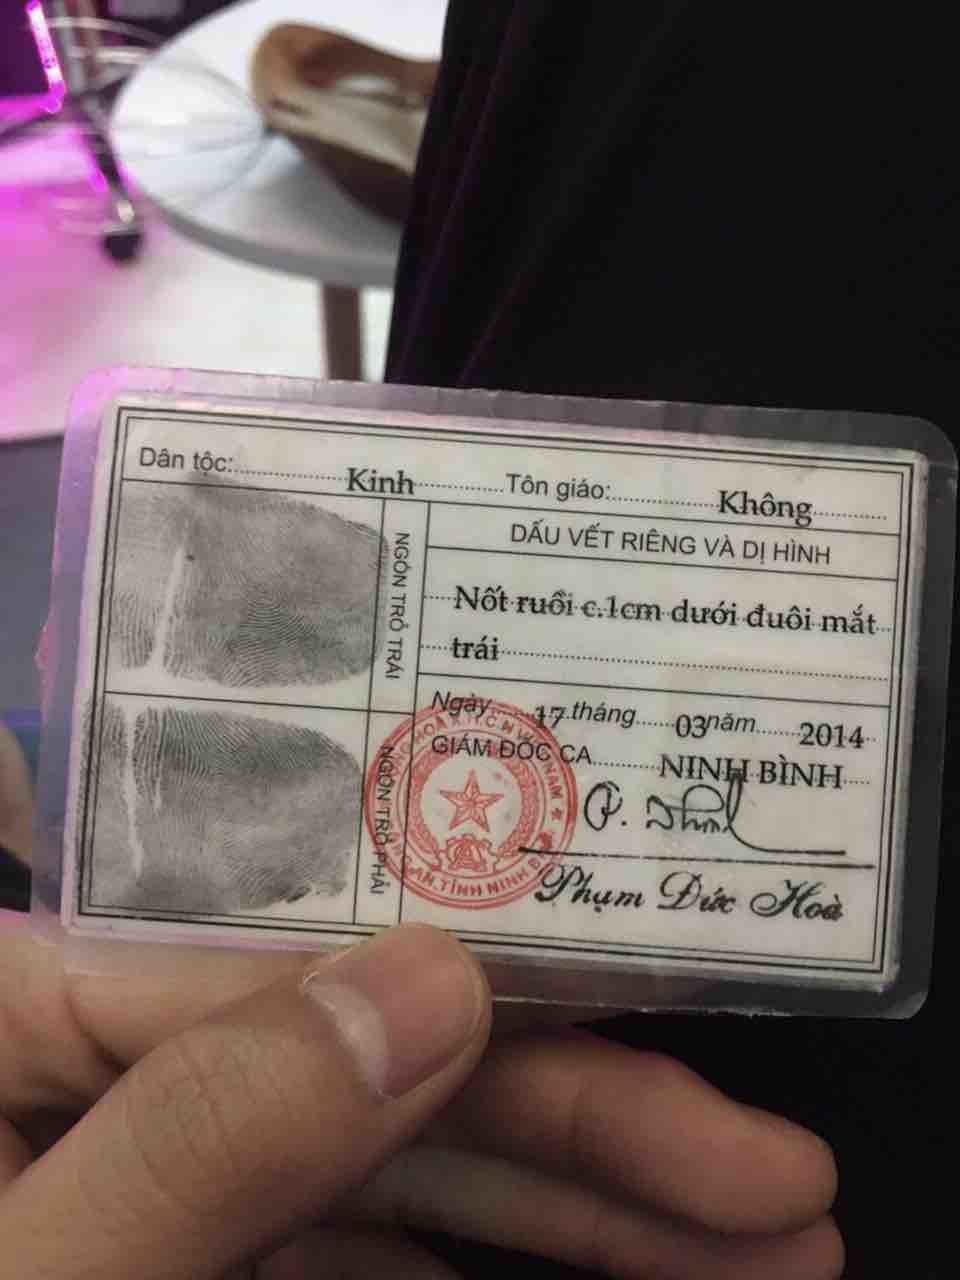 Dân tộc: Kinh Tôn giáo: Không
NGÓN TRỎ TRÁI
DẤU VẾT RIÊNG VÀ DỊ HÌNH
Nốt ruồi c.1cm dưới đuôi mắt
trái
NGÓN TRỎ PHẢI
Ngày 17 tháng 03 năm 2014
GIÁM ĐỐC CA NINH BÌNH
Phạm Đức Hoà